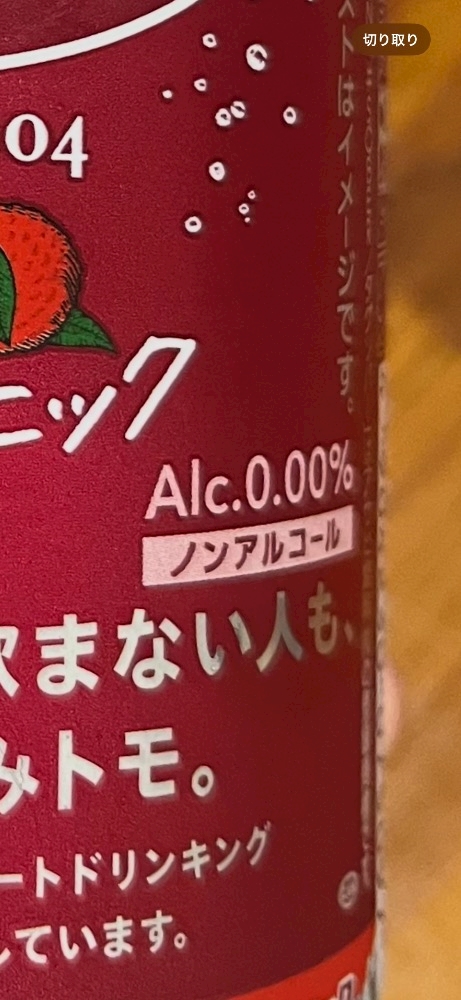 切り取り
04
ニック
Alc.0.00%
ノンアルコール
飲まない人も、
みトモ。
ートドリンキング
しています。
はイメージです。